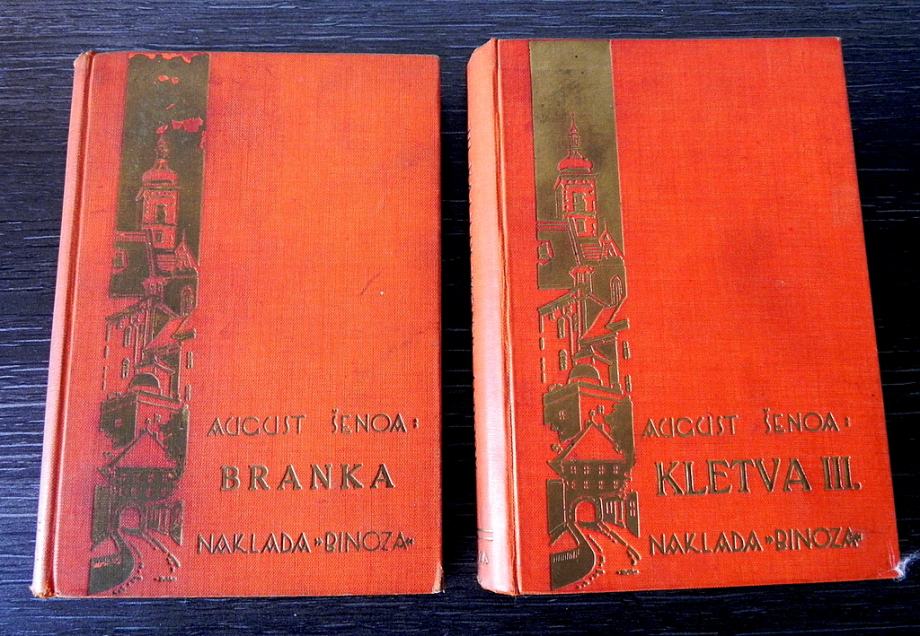 AUGUST ŠENOA:
BRANKA
NAKLADA »BINOZA«
AUGUST ŠENOA:
KLETVA III.
NAKLADA »BINOZA«